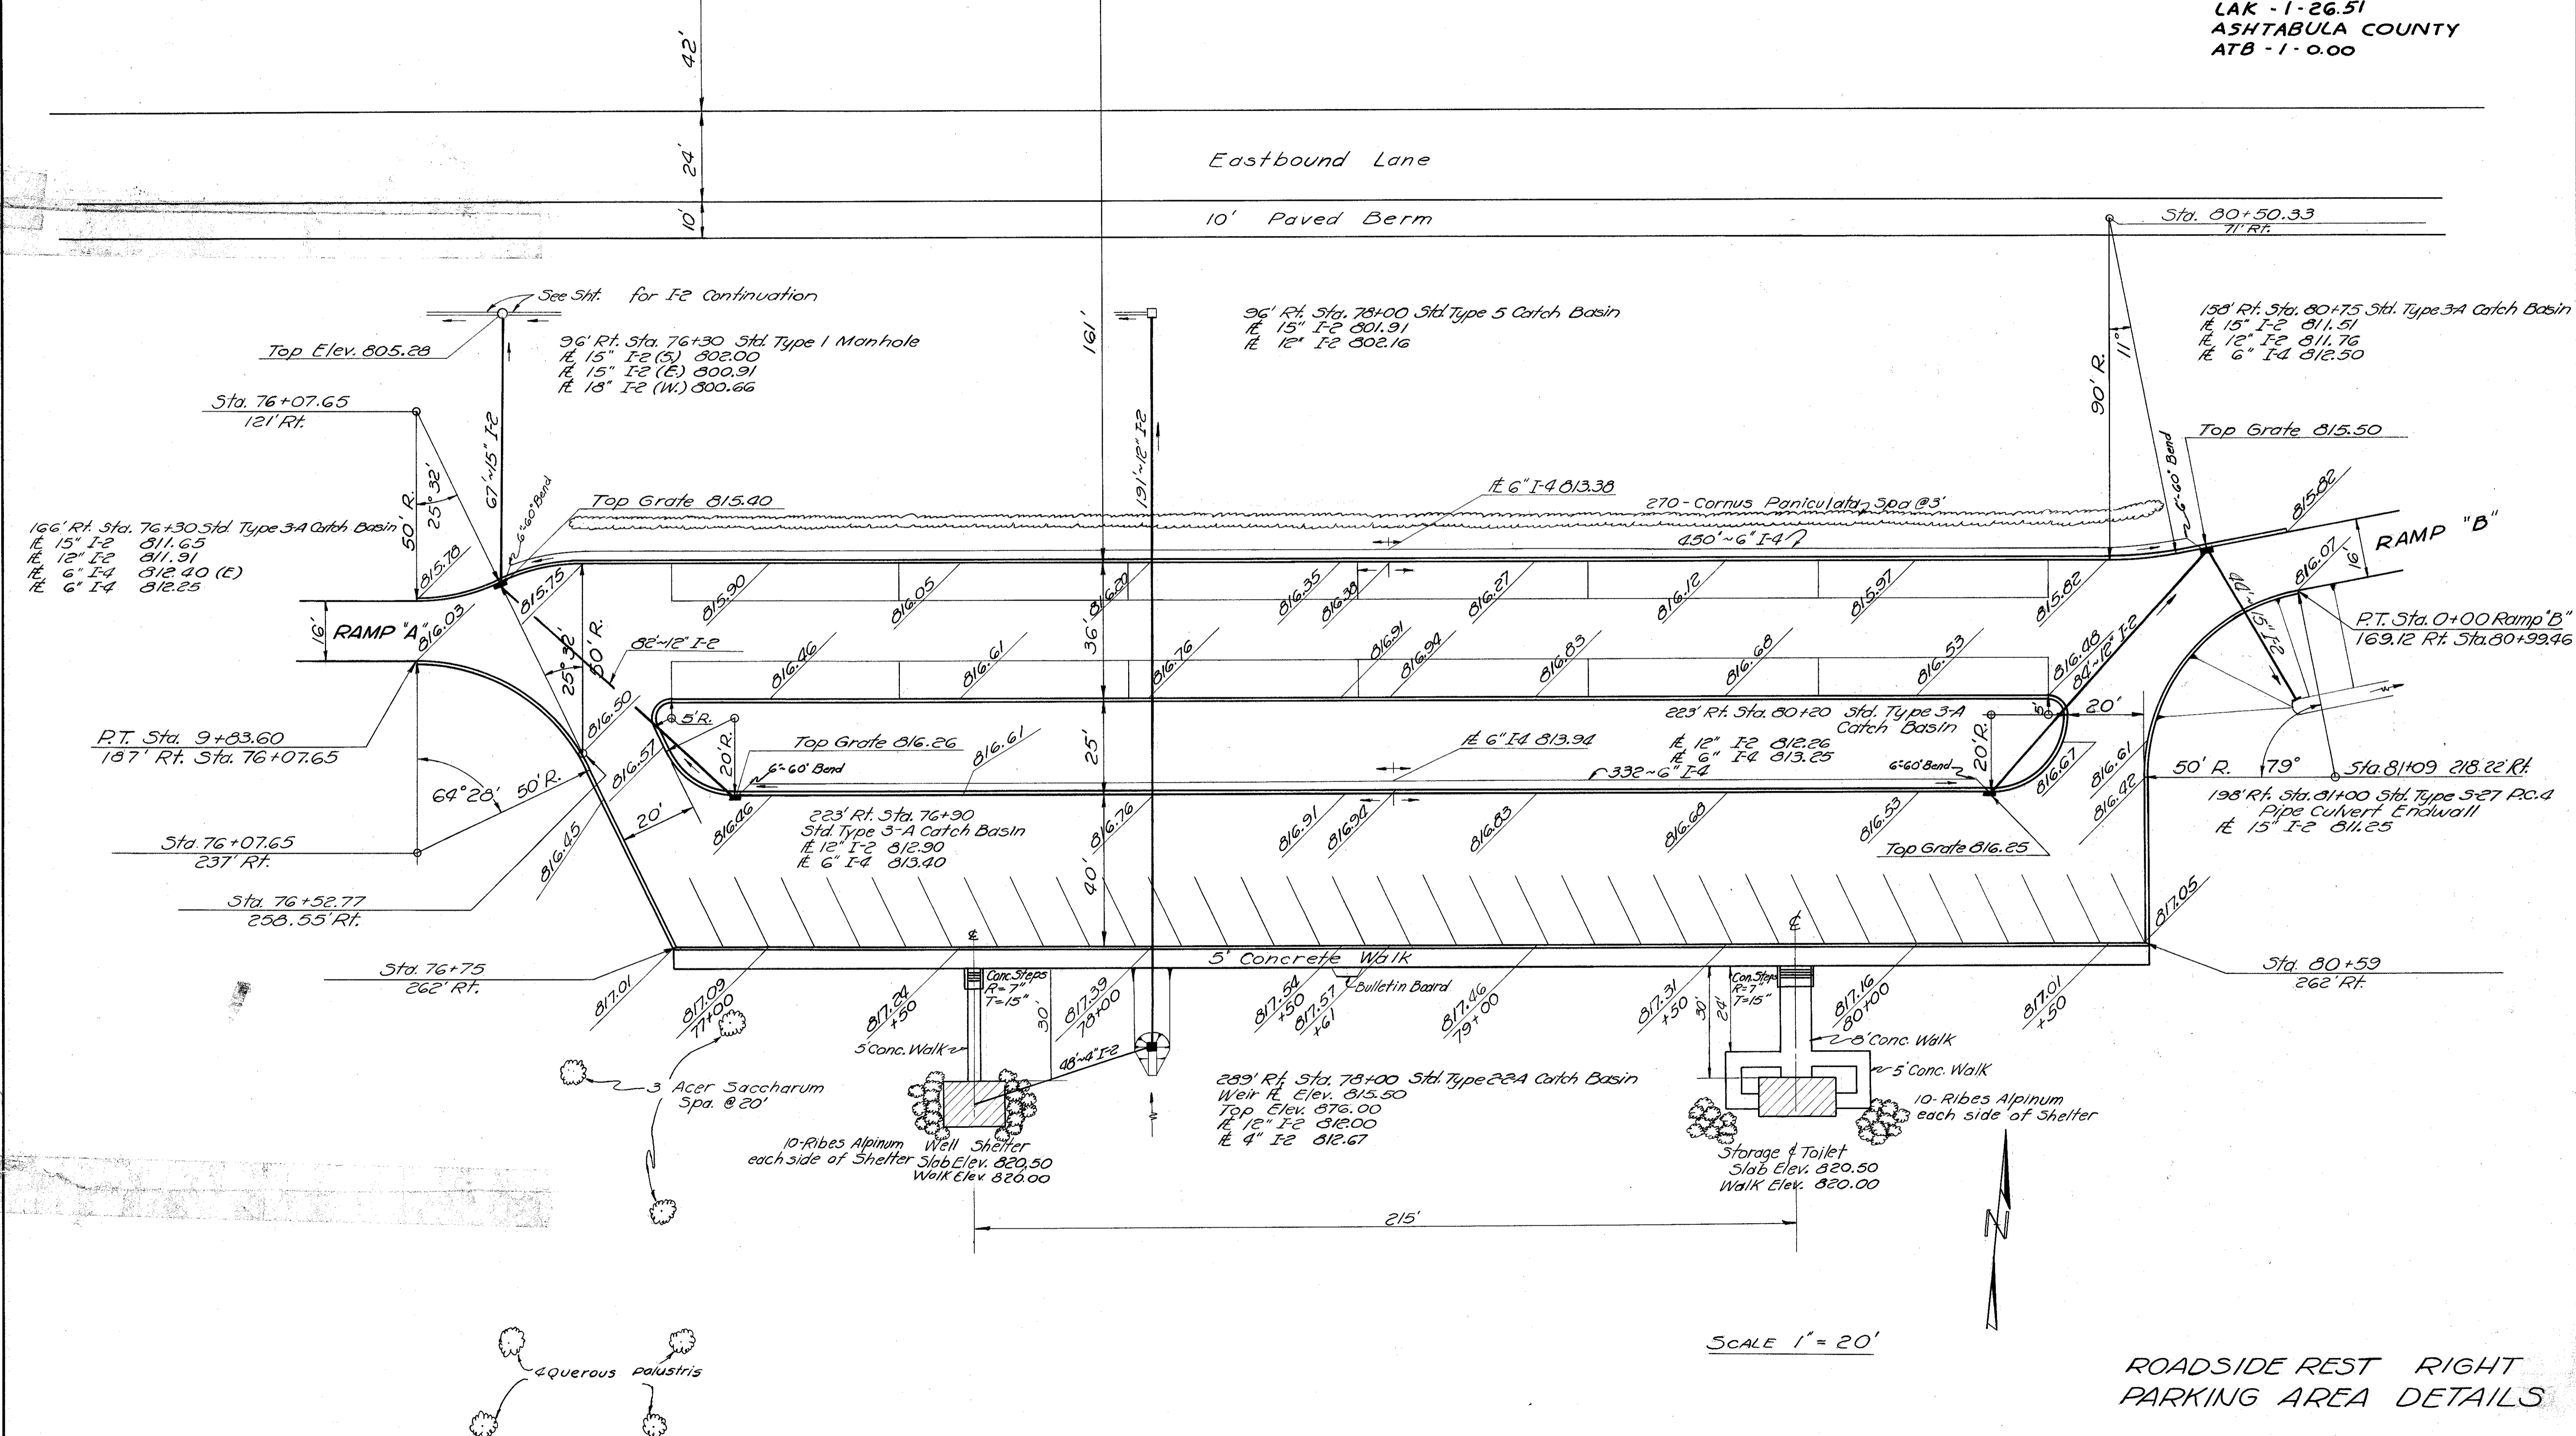 LAK - 1 - 26.51
ASHTABULA COUNTY
ATB - 1 - 0.00
42'
24'
Eastbound Lane
10'
10' Paved Berm
Sta. 80+50.33
71' Rt.
See Sht. for I-2 Continuation
Top Elev. 805.28
96' Rt. Sta. 76+30 Std. Type 1 Manhole
℄ 15" I-2 (S) 802.00
℄ 15" I-2 (E.) 800.91
℄ 18" I-2 (W.) 800.66
161'
96' Rt. Sta. 78+00 Std. Type 5 Catch Basin
℄ 15" I-2 801.91
℄ 12" I-2 802.16
158' Rt. Sta. 80+75 Std. Type 3-A Catch Basin
℄ 15" I-2 811.51
℄ 12" I-2 811.76
℄ 6" I-4 812.50
11°
90' R.
Sta. 76+07.65
121' Rt.
50' R.
25° 32'
67'~15" I-2
6"-60° Bend
191'~12" I-2
6"-60° Bend
Top Grate 815.50
Top Grate 815.40
℄ 6" I-4 813.38
270 - Cornus Paniculata, Spa @ 3'
450'~6" I-4
815.82
166' Rt. Sta. 76+30 Std. Type 3-A Catch Basin
℄ 15" I-2 811.65
℄ 12" I-2 811.91
℄ 6" I-4 812.40 (E)
℄ 6" I-4 812.25
RAMP "B"
16'
816.07
815.78
815.75
815.90
816.05
816.20
816.35
816.38
816.27
816.12
815.97
815.82
16'
RAMP "A"
816.03
44'~15" I-2
P.T. Sta. 0+00 Ramp "B"
169.12 Rt. Sta. 80+99.46
25° 32'
50' R.
82'~12" I-2
36'
816.46
816.61
816.76
816.91
816.94
816.83
816.68
816.53
816.48
84'~12" I-2
P.T. Sta. 9+83.60
187' Rt. Sta. 76+07.65
816.50
816.57
5' R.
20' R.
Top Grate 816.26
6"-60° Bend
816.61
25'
℄ 6" I-4 813.94
332'~6" I-4
223' Rt. Sta. 80+20 Std. Type 3-A
Catch Basin
℄ 12" I-2 812.26
℄ 6" I-4 813.25
6"-60° Bend
20' R.
5'
20'
816.67
816.61
816.42
50' R.
79°
Sta. 81+09 218.22' Rt.
198' Rt. Sta. 81+00 Std. Type S-27 P.C.4
Pipe Culvert Endwall
℄ 15" I-2 811.25
64° 28'
50' R.
20'
816.45
Sta. 76+07.65
237' Rt.
816.46
223' Rt. Sta. 76+90
Std. Type 3-A Catch Basin
℄ 12" I-2 812.90
℄ 6" I-4 813.40
816.76
816.91
816.94
816.83
816.68
816.53
Top Grate 816.25
40'
Sta. 76+52.77
258.55' Rt.
817.05
℄
℄
5' Concrete Walk
Sta. 76+75
262' Rt.
Sta. 80+59
262' Rt.
817.01
817.09
77+00
817.24
+50
Conc. Steps
R=7"
T=15"
30'
817.39
78+00
817.54
+50
817.57
+61
Bulletin Board
817.46
79+00
817.31
+50
30'
24'
Con. Steps
R=7"
T=15"
817.16
80+00
817.01
+50
5' Conc. Walk
48'~4" I-2
8' Conc. Walk
5' Conc. Walk
3 Acer Saccharum
Spa. @ 20'
289' Rt. Sta. 78+00 Std. Type 2-2-A Catch Basin
Weir ℄ Elev. 815.50
Top Elev. 876.00
℄ 12" I-2 812.00
℄ 4" I-2 812.67
10-Ribes Alpinum
each side of Shelter
10-Ribes Alpinum
each side of Shelter
Well Shelter
Slab Elev. 820.50
Walk Elev. 820.00
Storage & Toilet
Slab Elev. 820.50
Walk Elev. 820.00
215'
N
SCALE 1" = 20'
4 Querous palustris
ROADSIDE REST RIGHT
PARKING AREA DETAILS